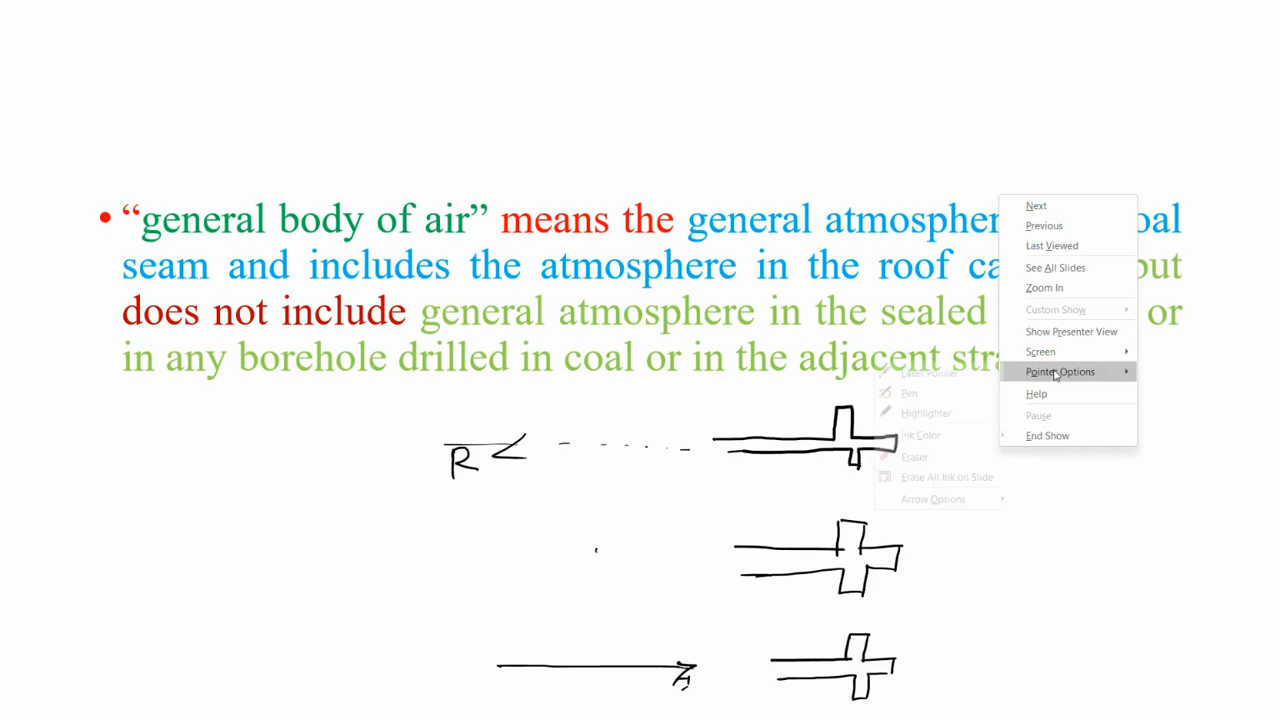 • “general body of air” means the general atmospher oal
seam and includes the atmosphere in the roof ca but
does not include general atmosphere in the sealed or
in any borehole drilled in coal or in the adjacent stra
Next
Previous
Last Viewed
See All Slides
Zoom In
Custom Show
Show Presenter View
Screen
Pointer Options
Help
Pause
End Show
Laser Pointer
Pen
Highlighter
Ink Color
Eraser
Erase All Ink on Slide
Arrow Options
R